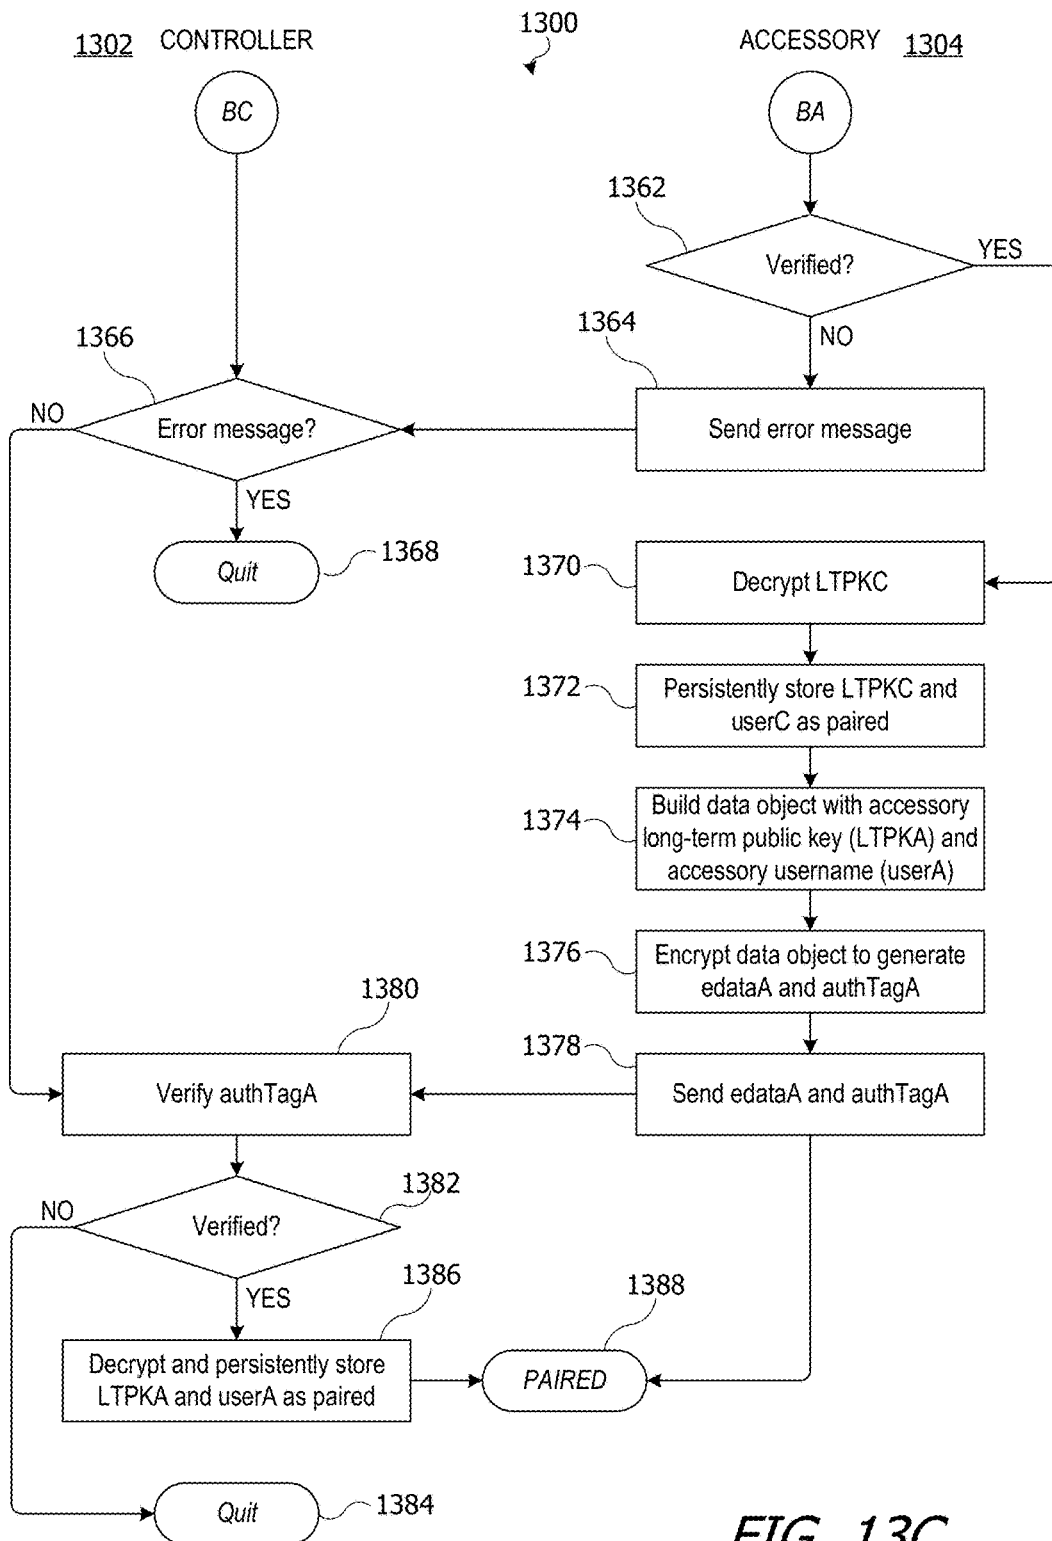 1302 CONTROLLER
1300
ACCESSORY 1304
BC
BA
1362
Verified?
YES
NO
1364
Send error message
1366
Error message?
NO
YES
Quit
1368
1370
Decrypt LTPKC
1372
Persistently store LTPKC and
userC as paired
1374
Build data object with accessory
long-term public key (LTPKA) and
accessory username (userA)
1376
Encrypt data object to generate
edataA and authTagA
1378
Send edataA and authTagA
1380
Verify authTagA
1382
Verified?
NO
YES
1386
Decrypt and persistently store
LTPKA and userA as paired
1388
PAIRED
Quit
1384
FIG. 13C